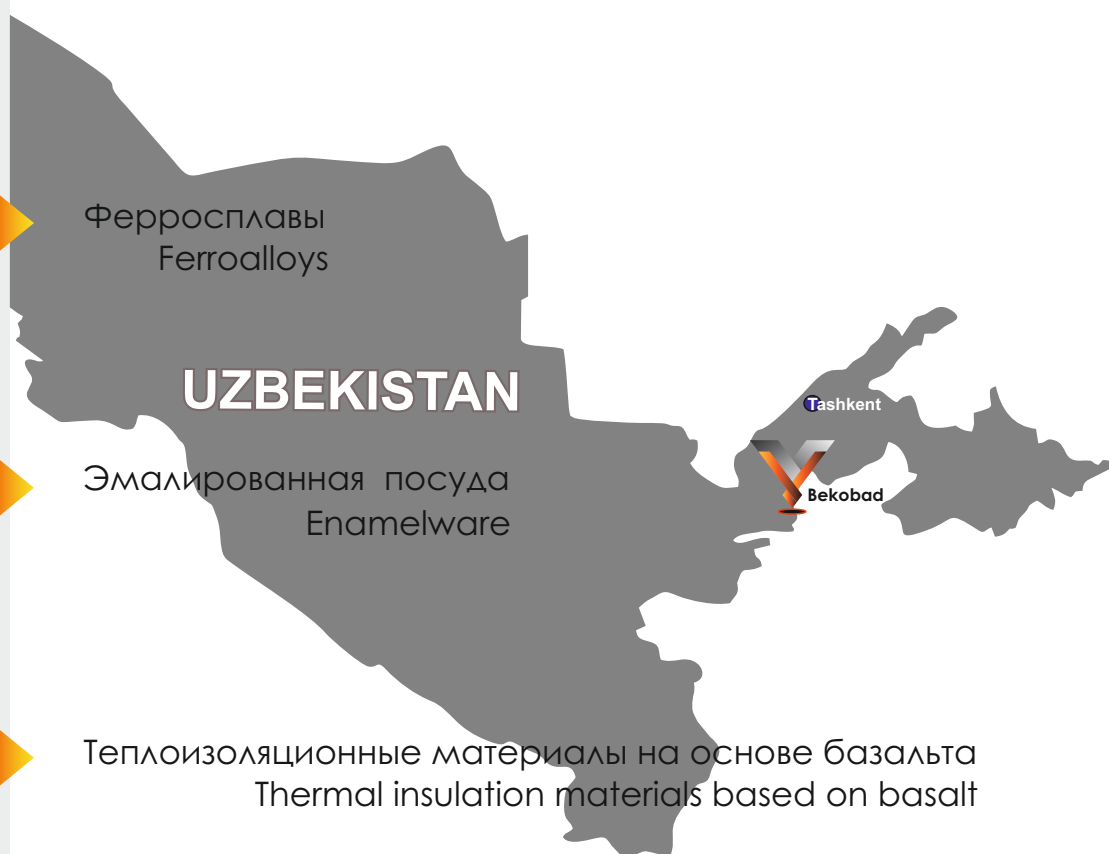 Ферросплавы
Ferroalloys
UZBEKISTAN
Tashkent
Эмалированная посуда
Bekobad
Enamelware
Теплоизоляционные материалы на основе базальта
Thermal insulation materials based on basalt